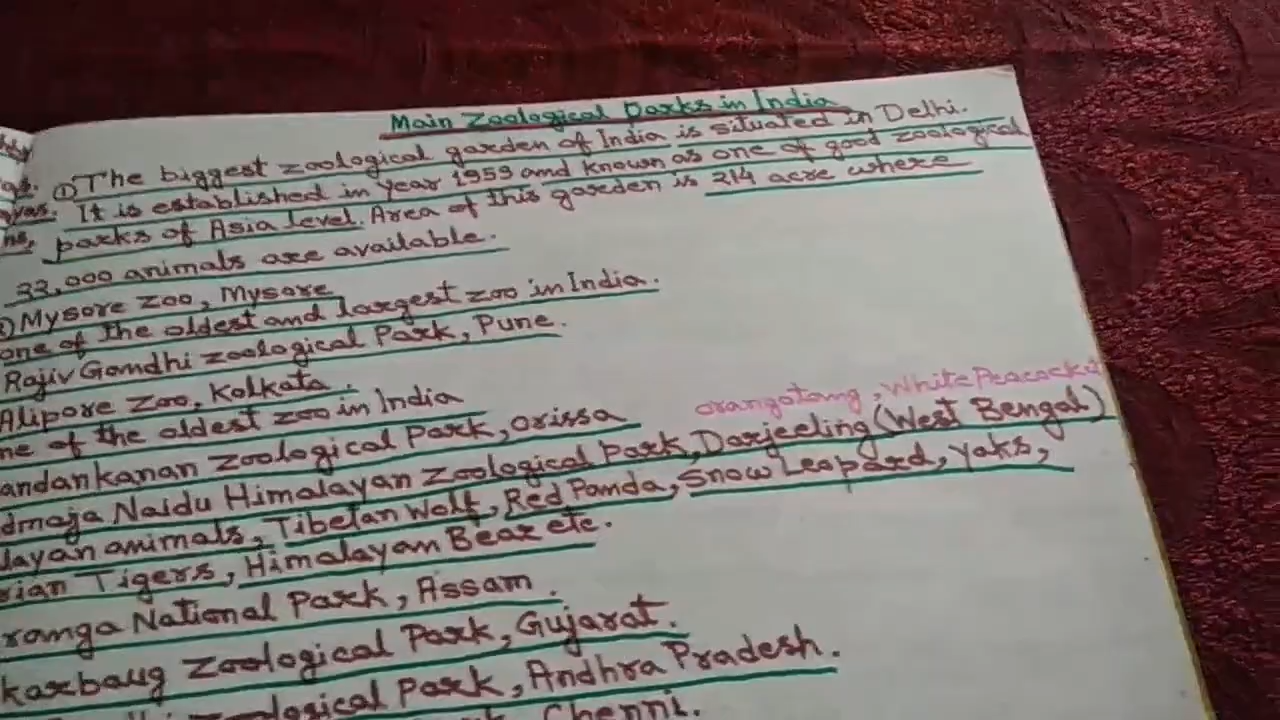 Main Zoological Parks in India
① The biggest zoological garden of India is situated in Delhi.
It is established in year 1959 and known as one of good zoological
parks of Asia level. Area of this garden is 214 acre where
33,000 animals are available.
Mysore Zoo, Mysore
one of the oldest and largest zoo in India.
Rajiv Gandhi Zoological Park, Pune.
Alipore Zoo, Kolkata.
ne of the oldest zoo in India
andankanan Zoological Park, orissa
orangotang, White Peacocks
dmaja Naidu Himalayan Zoological Park, Darjeeling (West Bengal)
layan animals, Tibetan Wolf, Red Panda, Snow Leopard, yaks,
rian Tigers, Himalayan Bear etc.
ranga National Park, Assam.
karbaug Zoological Park, Gujarat.
Park, Andhra Pradesh.
Chenni.